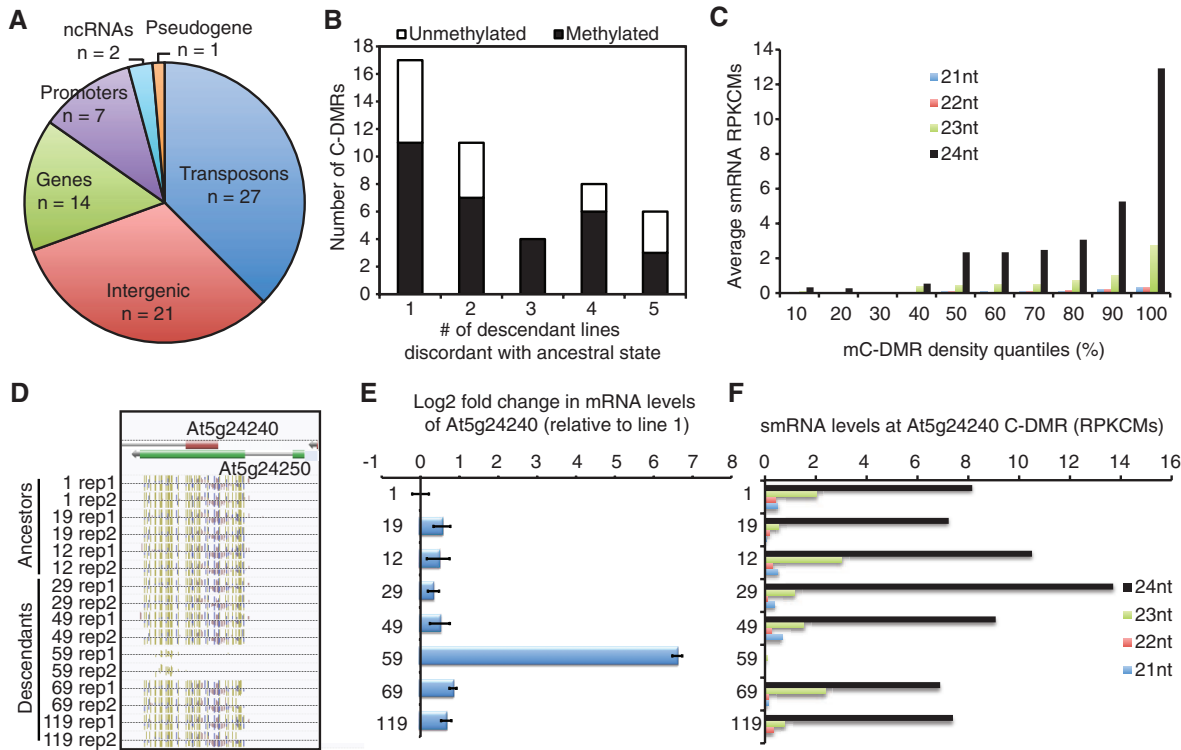 A
ncRNAs
n = 2
Pseudogene
n = 1
Promoters
n = 7
Genes
n = 14
Transposons
n = 27
Intergenic
n = 21
B
Unmethylated
Methylated
Number of C-DMRs
18
16
14
12
10
8
6
4
2
0
1 2 3 4 5
# of descendant lines
discordant with ancestral state
C
Average smRNA RPKCMs
14
12
10
8
6
4
2
0
21nt
22nt
23nt
24nt
10 20 30 40 50 60 70 80 90 100
mC-DMR density quantiles (%)
D
At5g24240
At5g24250
Ancestors
1 rep1
1 rep2
19 rep1
19 rep2
12 rep1
12 rep2
Descendants
29 rep1
29 rep2
49 rep1
49 rep2
59 rep1
59 rep2
69 rep1
69 rep2
119 rep1
119 rep2
E
Log2 fold change in mRNA levels
of At5g24240 (relative to line 1)
-1 0 1 2 3 4 5 6 7 8
1
19
12
29
49
59
69
119
F
smRNA levels at At5g24240 C-DMR (RPKCMs)
0 2 4 6 8 10 12 14 16
1
19
12
29
49
59
69
119
24nt
23nt
22nt
21nt